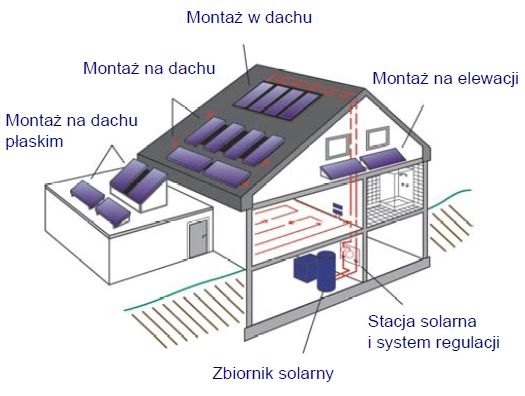 Montaż w dachu
Montaż na dachu
Montaż na elewacji
Montaż na dachu
płaskim
Stacja solarna
i system regulacji
Zbiornik solarny